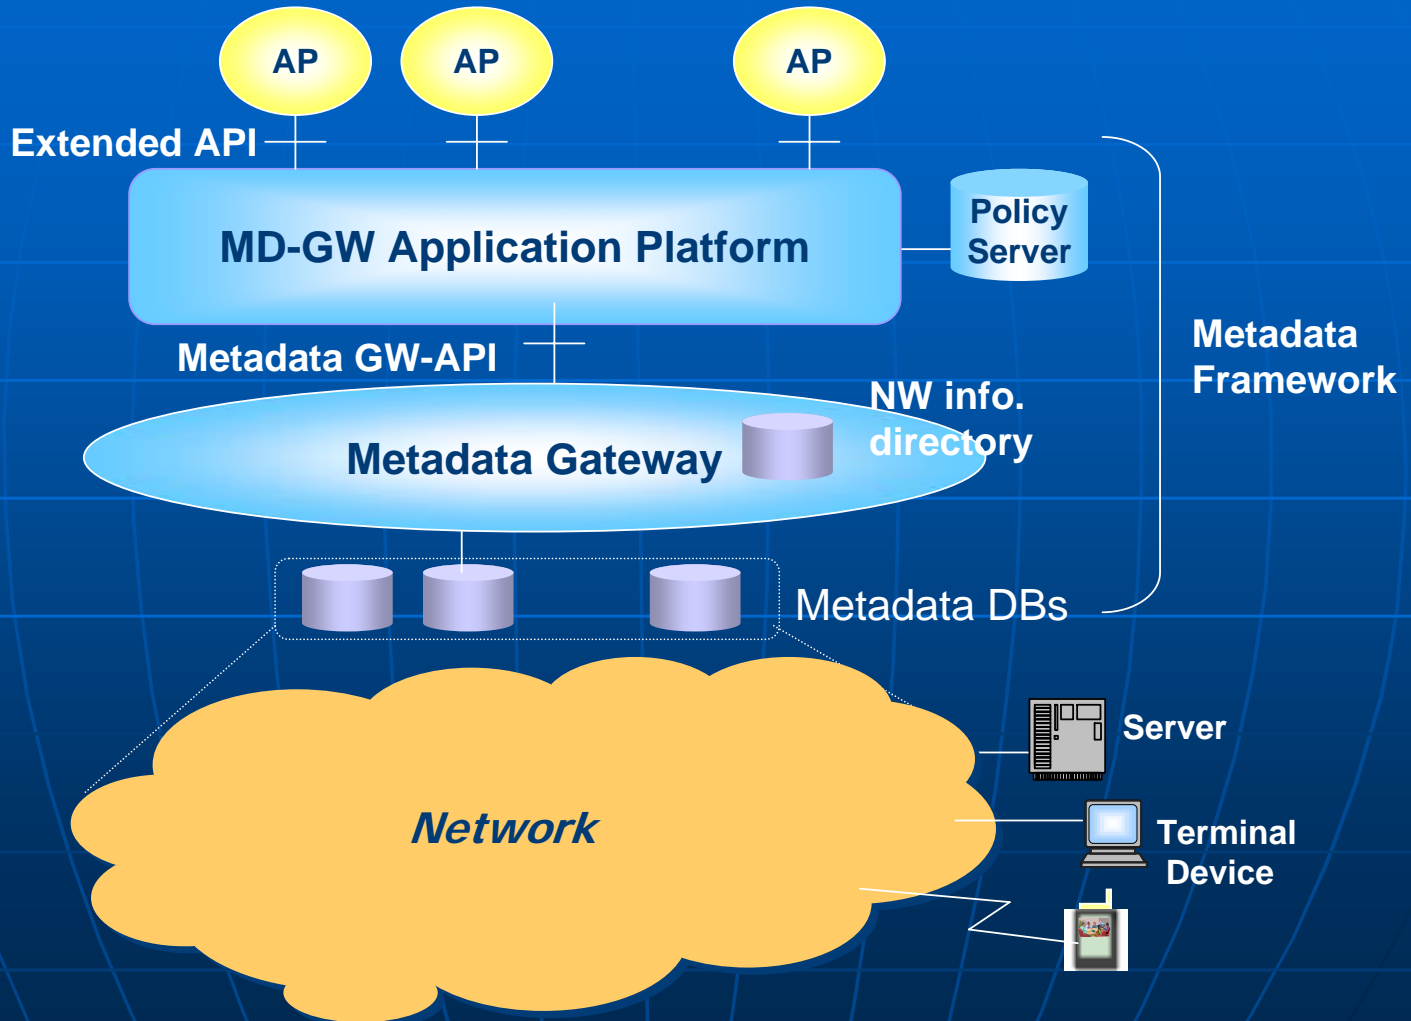 AP
AP
AP
Extended API
MD-GW Application Platform
Policy
Server
Metadata GW-API
Metadata
Framework
NW info.
directory
Metadata Gateway
Metadata DBs
Network
Server
Terminal
Device